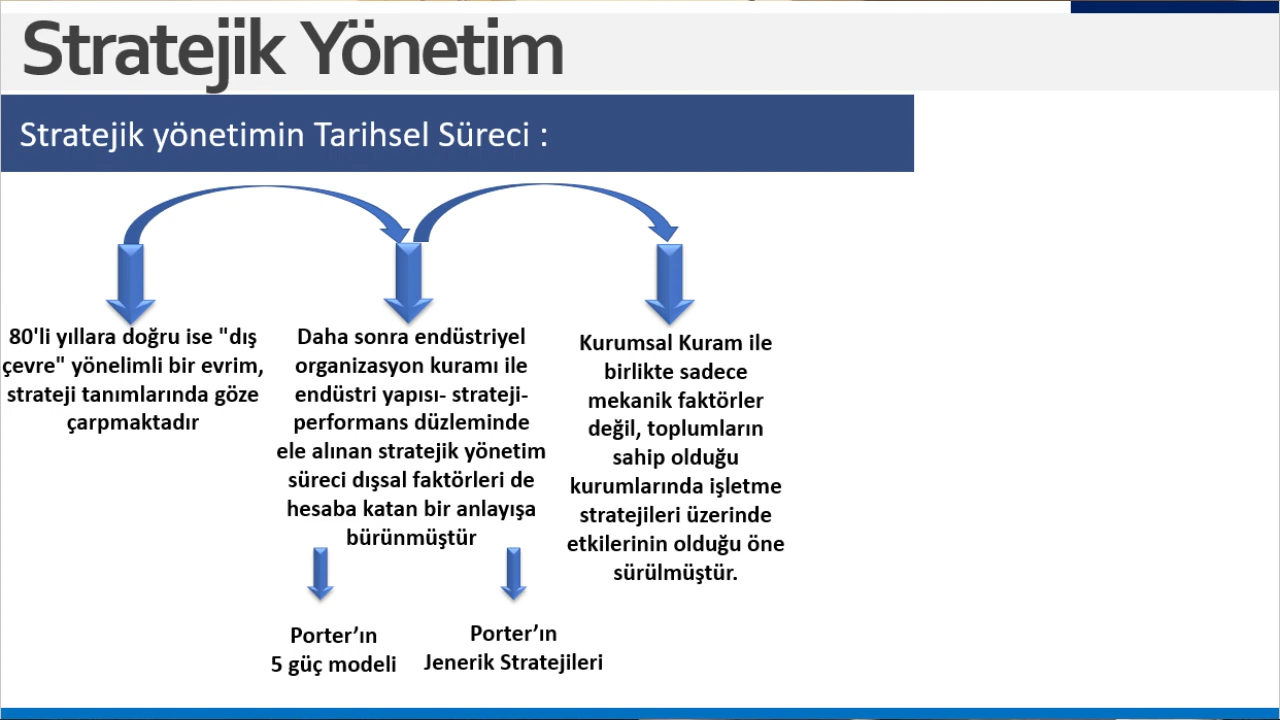 Stratejik Yönetim
Stratejik yönetimin Tarihsel Süreci :
80'li yıllara doğru ise "dış
çevre" yönelimli bir evrim,
strateji tanımlarında göze
çarpmaktadır
Daha sonra endüstriyel
organizasyon kuramı ile
endüstri yapısı- strateji-
performans düzleminde
ele alınan stratejik yönetim
süreci dışsal faktörleri de
hesaba katan bir anlayışa
bürünmüştür
Kurumsal Kuram ile
birlikte sadece
mekanik faktörler
değil, toplumların
sahip olduğu
kurumlarında işletme
stratejileri üzerinde
etkilerinin olduğu öne
sürülmüştür.
Porter’ın
5 güç modeli
Porter’ın
Jenerik Stratejileri